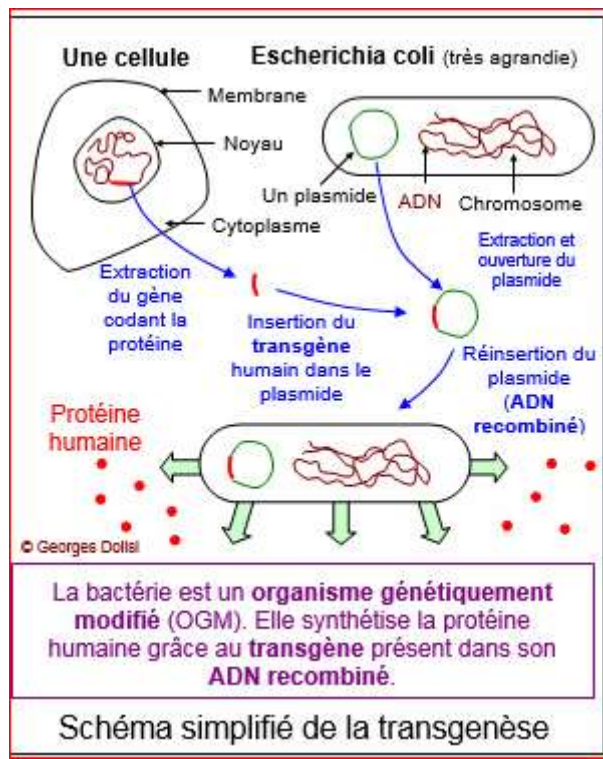 Une cellule
Escherichia coli (très agrandie)
Membrane
Noyau
Cytoplasme
Un plasmide
ADN
Chromosome
Extraction
du gène
codant la
protéine
Insertion du
transgène
humain dans le
plasmide
Extraction et
ouverture du
plasmide
Réinsertion du
plasmide
(ADN
recombiné)
Protéine
humaine
© Georges Dolisi
La bactérie est un organisme génétiquement
modifié (OGM). Elle synthétise la protéine
humaine grâce au transgène présent dans son
ADN recombiné.
Schéma simplifié de la transgenèse